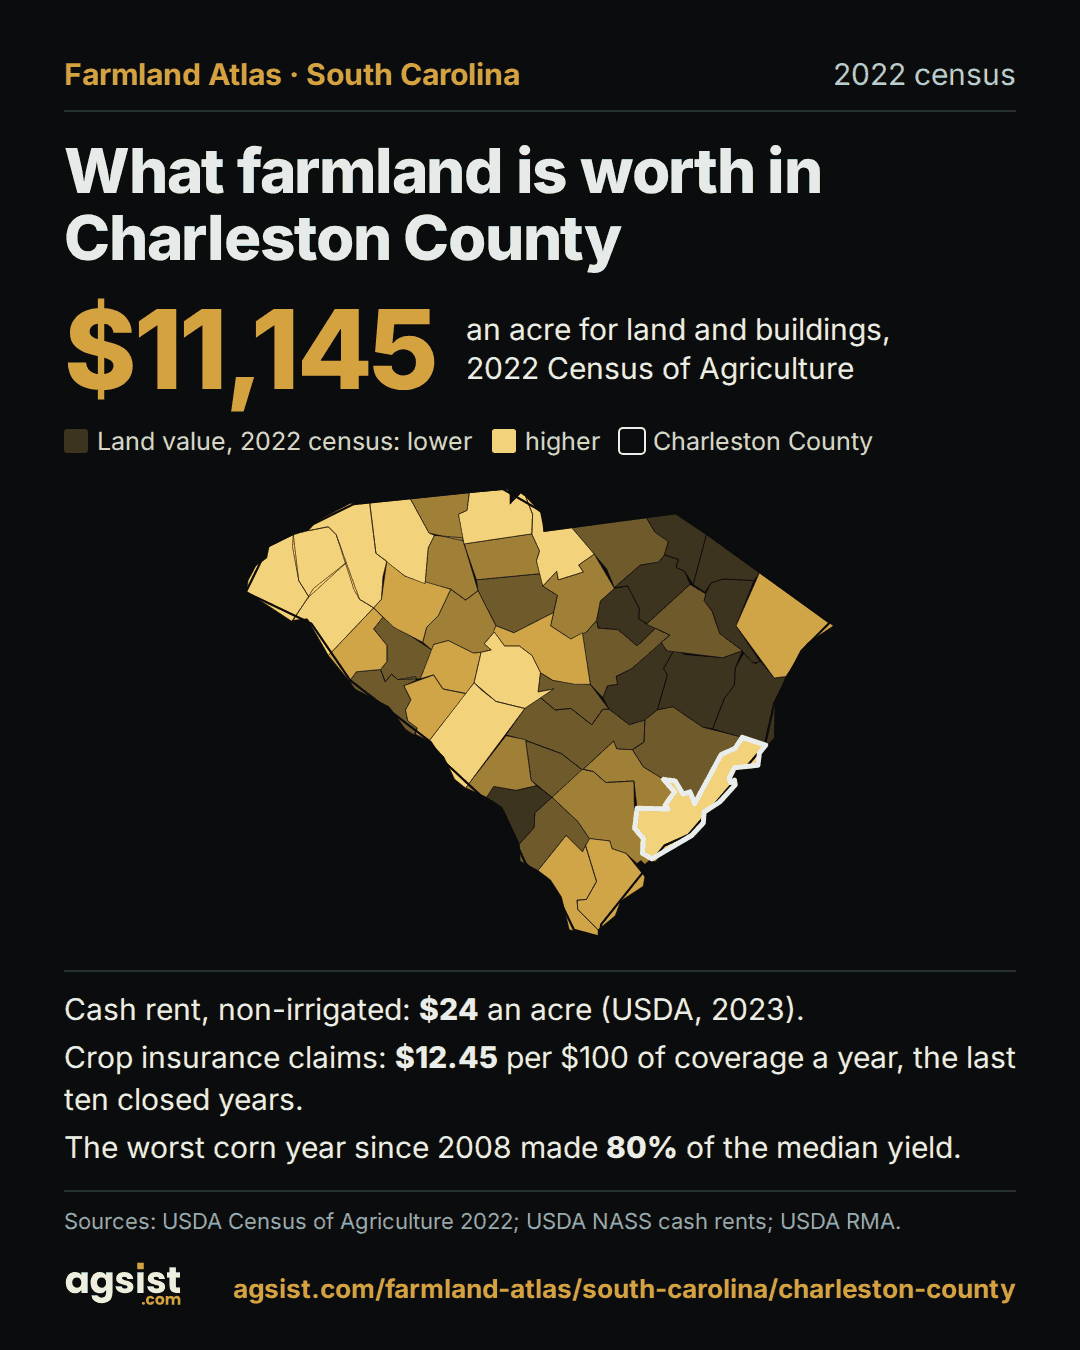 Farmland Atlas · South Carolina
2022 census
What farmland is worth in
Charleston County
$11,145
an acre for land and buildings,
2022 Census of Agriculture
Land value, 2022 census: lower
higher
Charleston County
Cash rent, non-irrigated: $24 an acre (USDA, 2023).
Crop insurance claims: $12.45 per $100 of coverage a year, the last
ten closed years.
The worst corn year since 2008 made 80% of the median yield.
Sources: USDA Census of Agriculture 2022; USDA NASS cash rents; USDA RMA.
agsist
.com
agsist.com/farmland-atlas/south-carolina/charleston-county